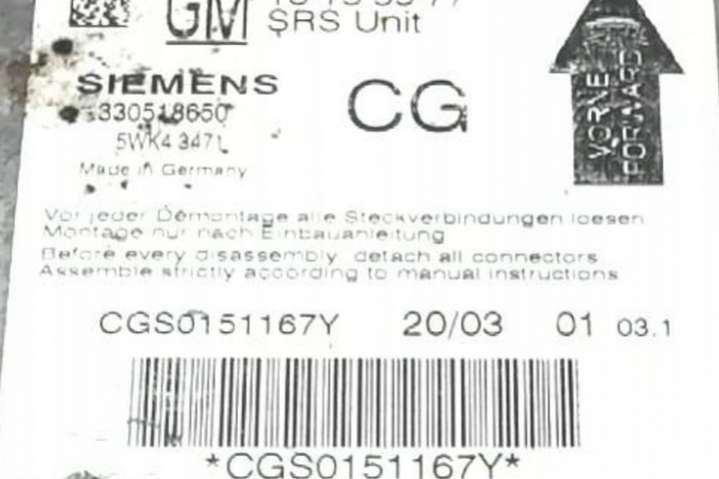 GM
SRS Unit
SIEMENS
CG
330518650
5WK4 3471
Made in Germany
VORNE
FORWARD
Vor jeder Demontage alle Steckverbindungen loesen
Montage nur nach Einbauanleitung
Before every disassembly detach all connectors
Assemble strictly according to manual instructions
CGS0151167Y 20/03 01 03.1
*CGS0151167Y*